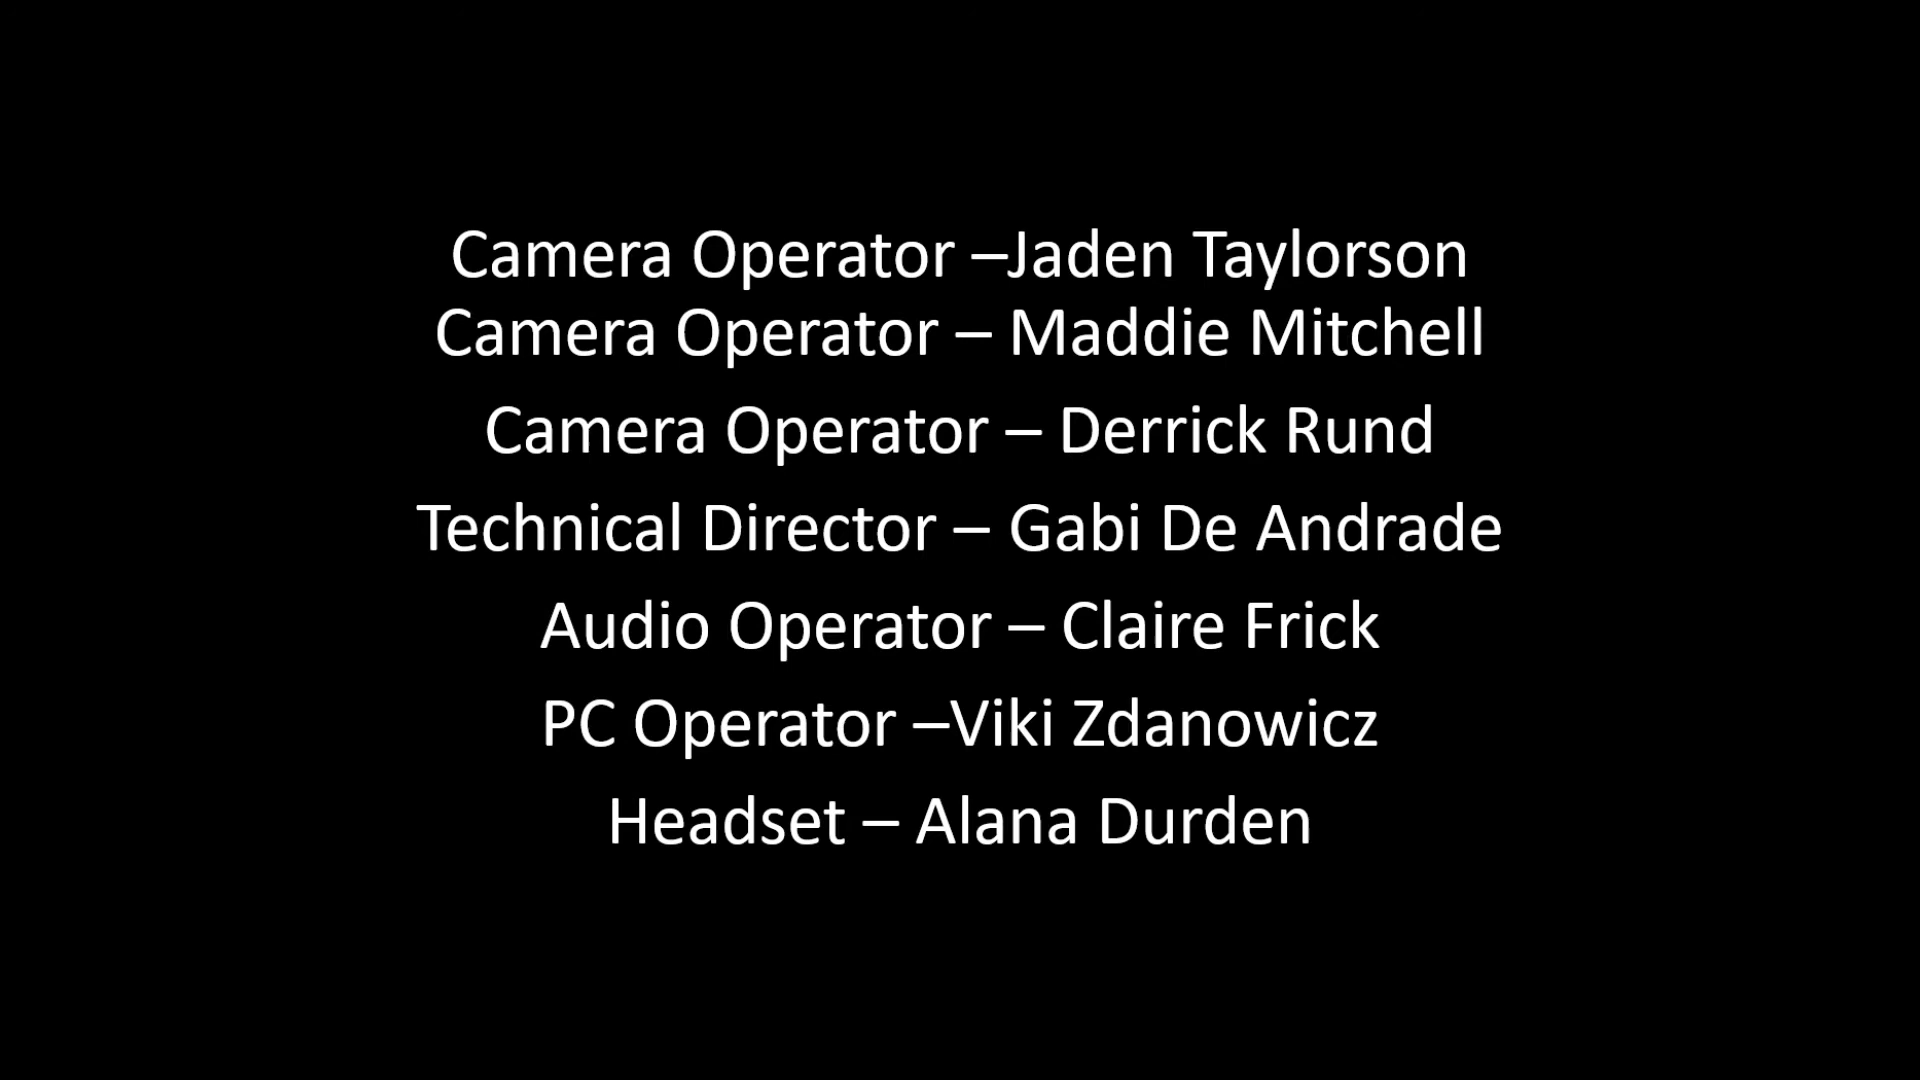 Camera Operator –Jaden Taylorson
Camera Operator – Maddie Mitchell
Camera Operator – Derrick Rund
Technical Director – Gabi De Andrade
Audio Operator – Claire Frick
PC Operator –Viki Zdanowicz
Headset – Alana Durden